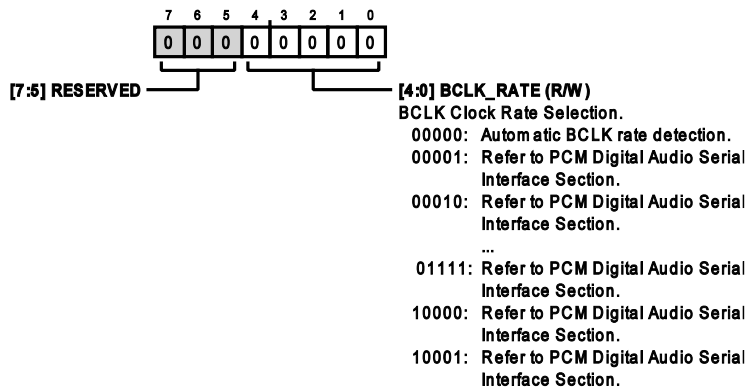 7 6 5 4 3 2 1 0
0 0 0 0 0 0 0 0
[7:5] RESERVED
[4:0] BCLK_RATE (R/W)
BCLK Clock Rate Selection.
00000: Automatic BCLK rate detection.
00001: Refer to PCM Digital Audio Serial
Interface Section.
00010: Refer to PCM Digital Audio Serial
Interface Section.
...
01111: Refer to PCM Digital Audio Serial
Interface Section.
10000: Refer to PCM Digital Audio Serial
Interface Section.
10001: Refer to PCM Digital Audio Serial
Interface Section.